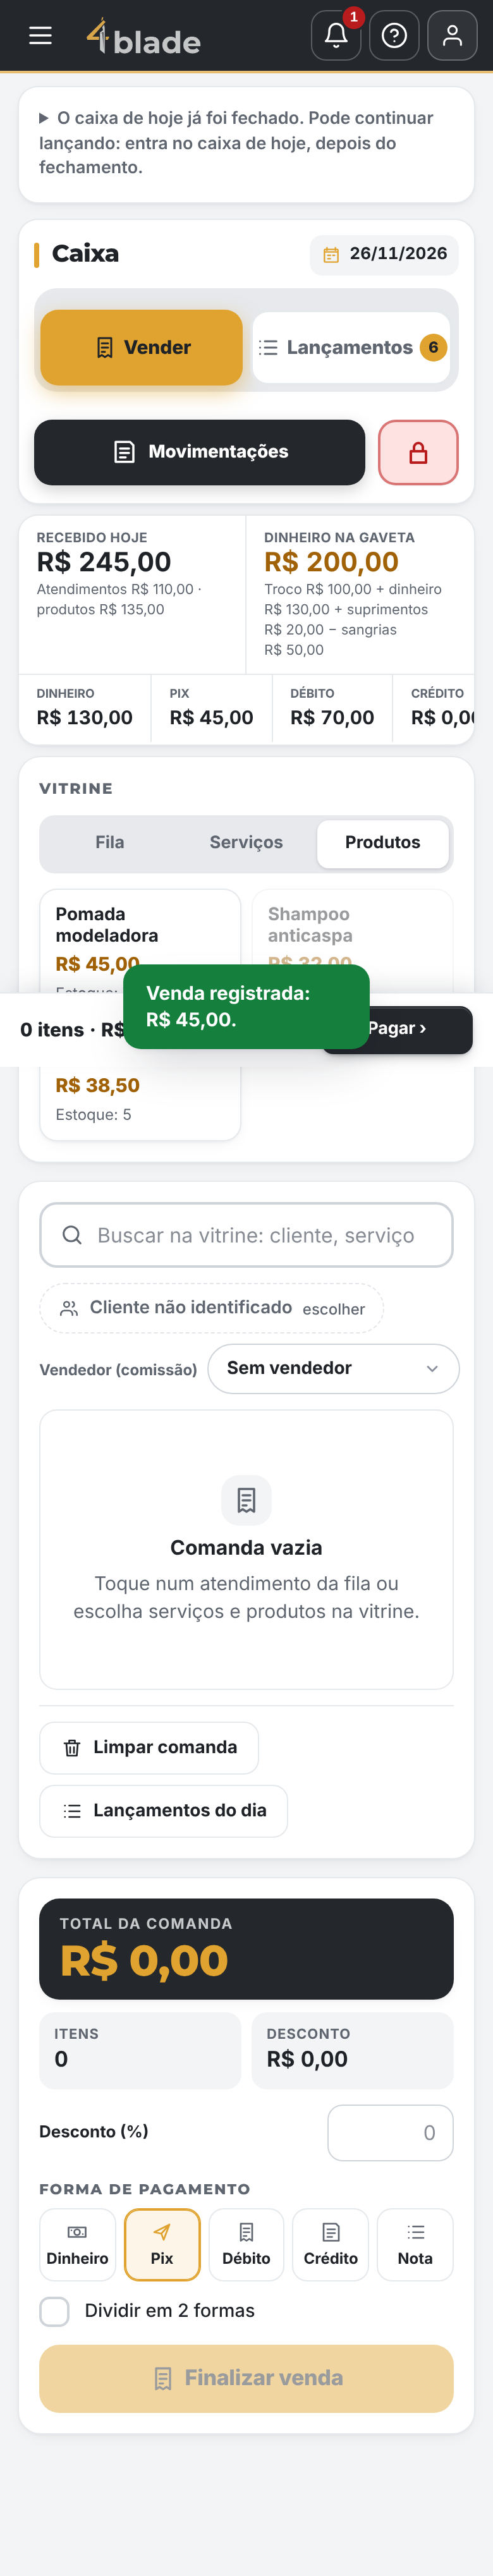 4blade
1
▶ O caixa de hoje já foi fechado. Pode continuar
lançando: entra no caixa de hoje, depois do
fechamento.
Caixa
26/11/2026
Vender
Lançamentos 6
Movimentações
RECEBIDO HOJE
R$ 245,00
Atendimentos R$ 110,00 ·
produtos R$ 135,00
DINHEIRO NA GAVETA
R$ 200,00
Troco R$ 100,00 + dinheiro
R$ 130,00 + suprimentos
R$ 20,00 − sangrias
R$ 50,00
DINHEIRO
R$ 130,00
PIX
R$ 45,00
DÉBITO
R$ 70,00
CRÉDITO
R$ 0,00
VITRINE
Fila
Serviços
Produtos
Pomada
modeladora
R$ 45,00
Shampoo
anticaspa
R$ 32,00
0 itens · R$
Venda registrada:
R$ 45,00.
Pagar ›
R$ 38,50
Estoque: 5
Buscar na vitrine: cliente, serviço
Cliente não identificado escolher
Vendedor (comissão)
Sem vendedor
Comanda vazia
Toque num atendimento da fila ou
escolha serviços e produtos na vitrine.
Limpar comanda
Lançamentos do dia
TOTAL DA COMANDA
R$ 0,00
ITENS
0
DESCONTO
R$ 0,00
Desconto (%)
0
FORMA DE PAGAMENTO
Dinheiro
Pix
Débito
Crédito
Nota
Dividir em 2 formas
Finalizar venda